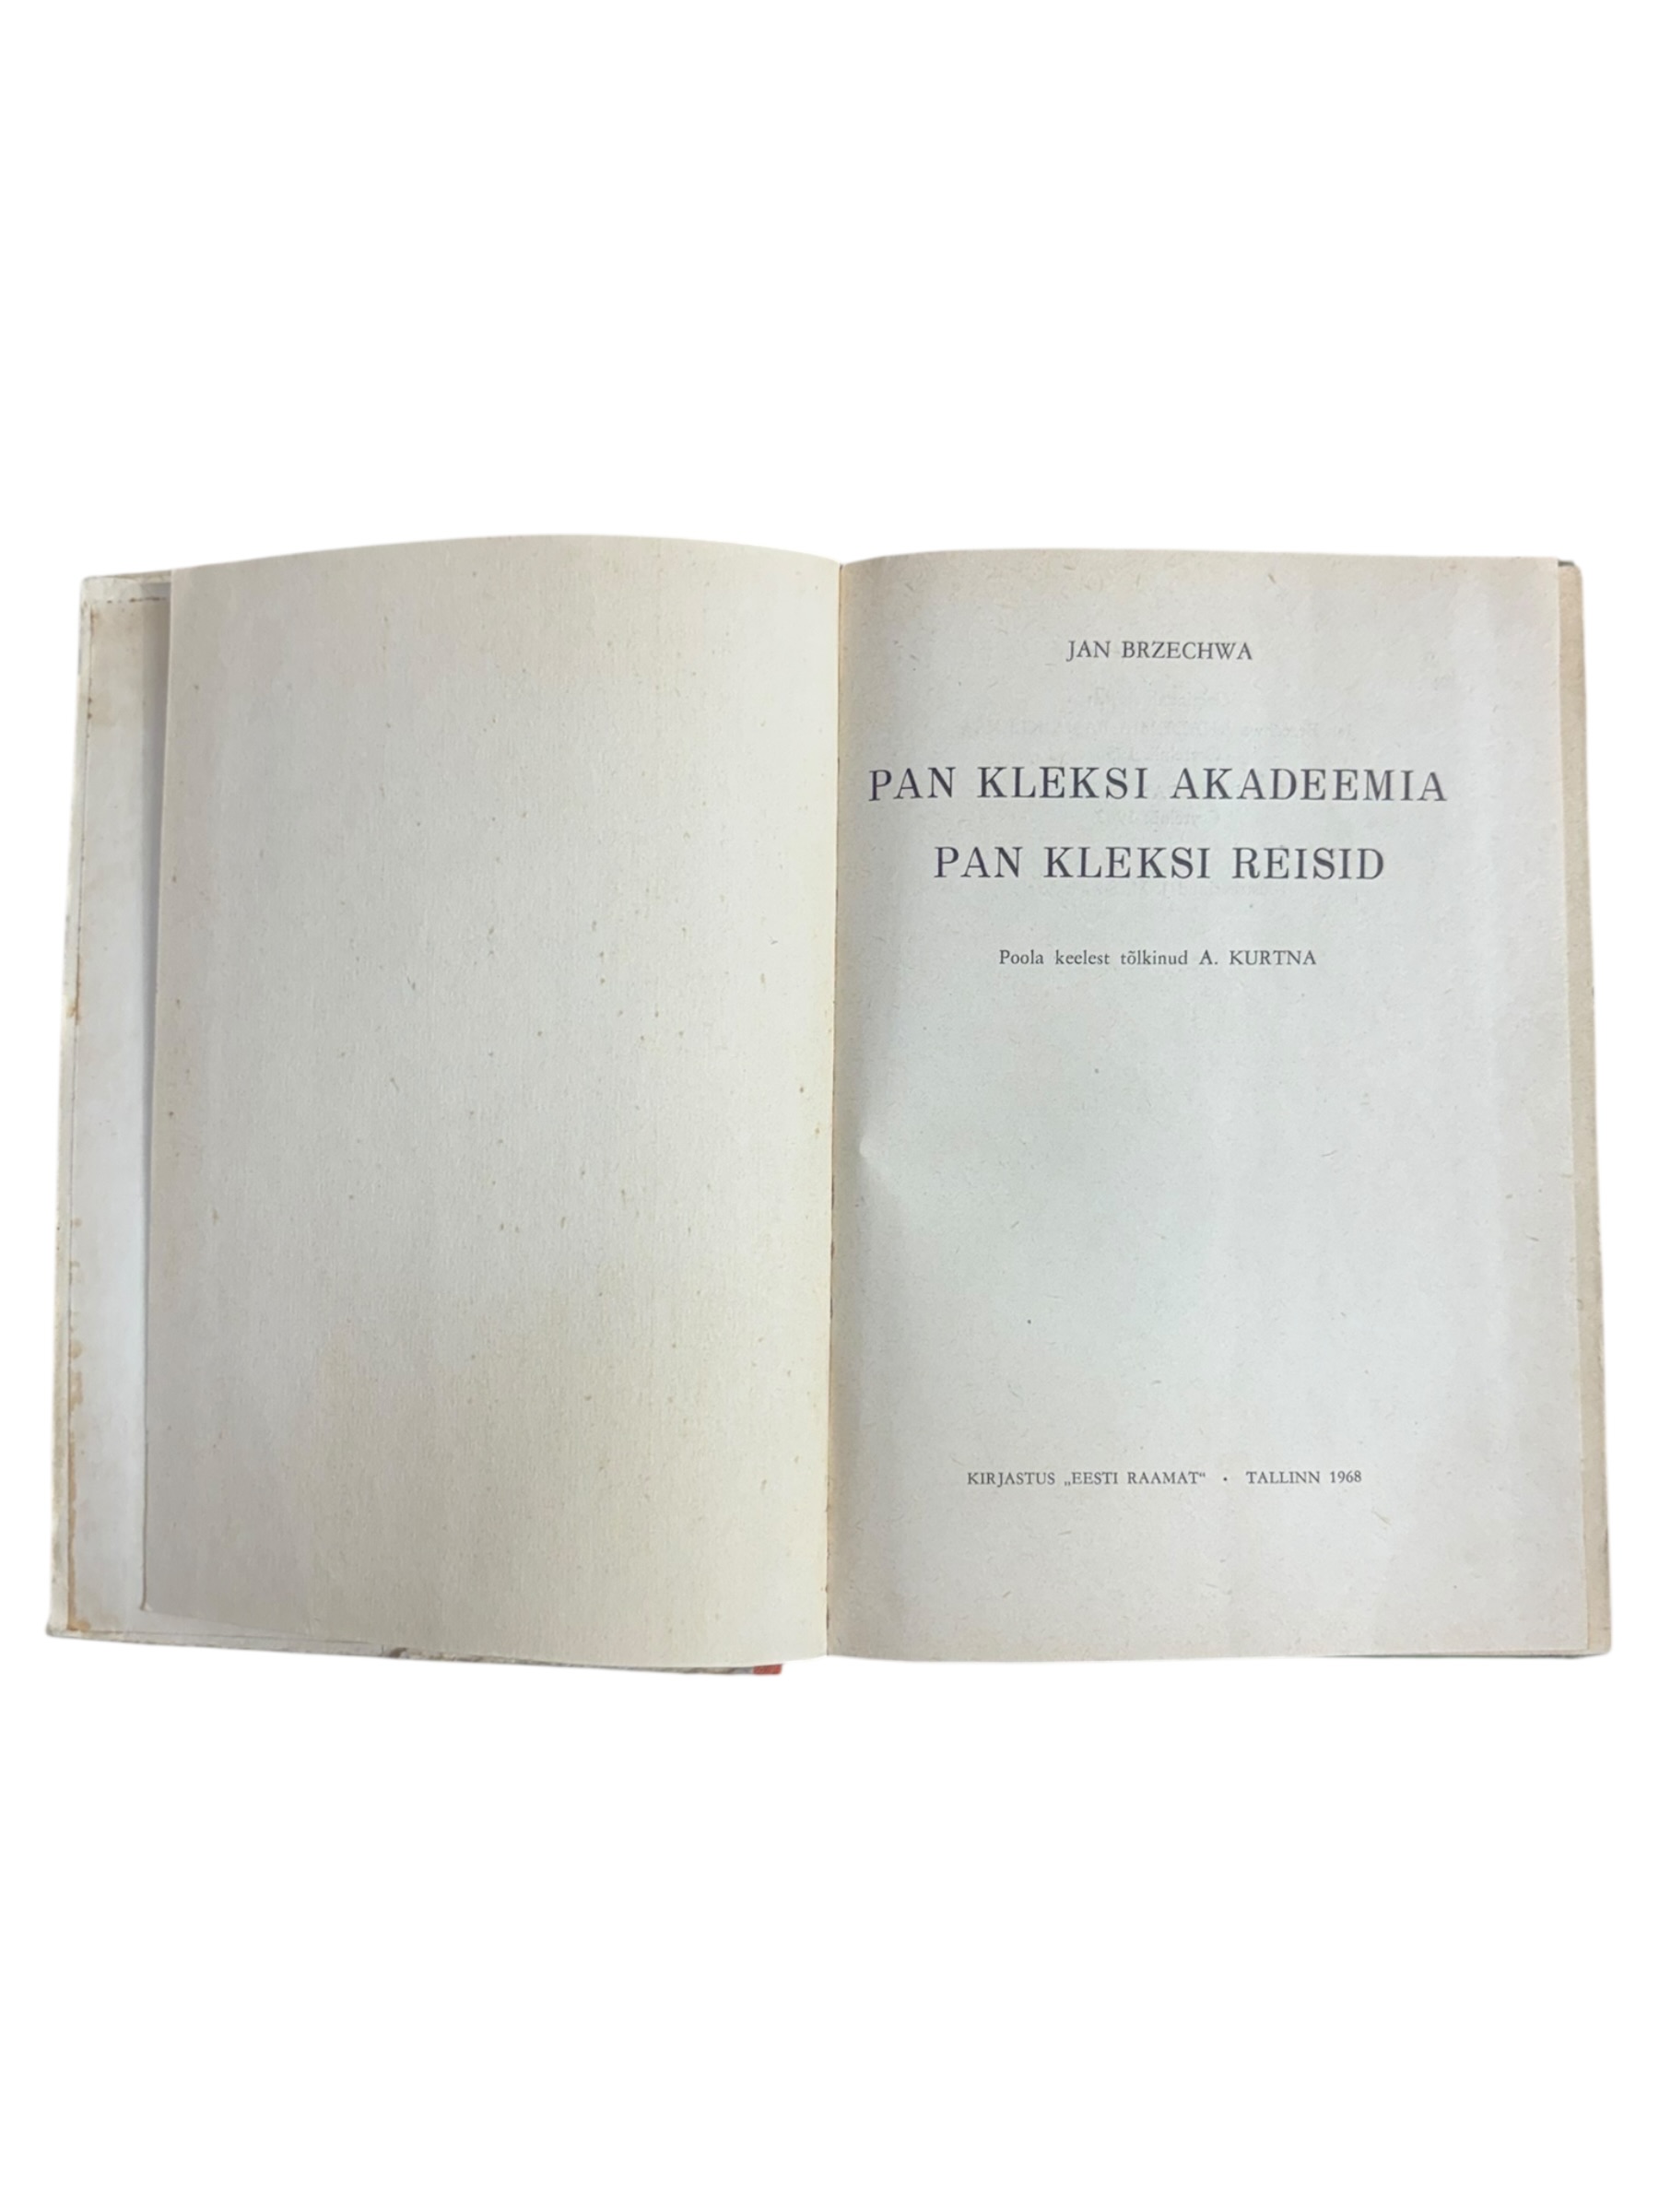 JAN BRZECHWA
PAN KLEKSI AKADEEMIA
PAN KLEKSI REISID
Poola keelest tõlkinud A. KURTNA
KIRJASTUS „EESTI RAAMAT“ • TALLINN 1968